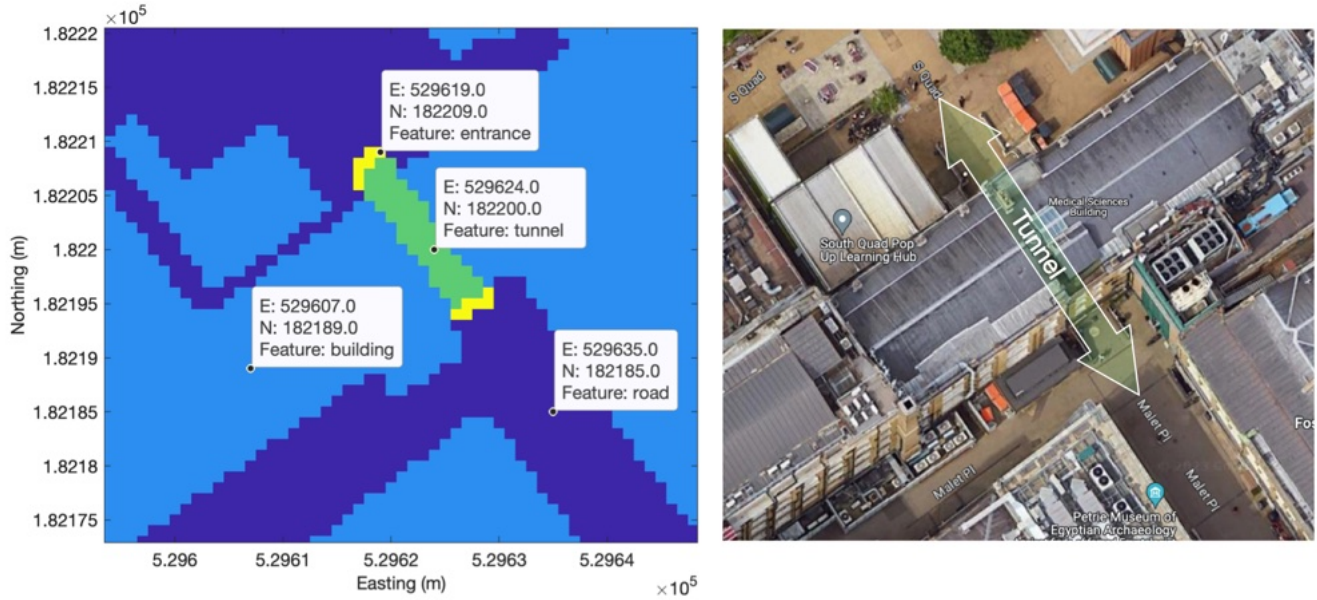 ×10⁵
1.8222
1.82215
1.8221
1.82205
1.822
1.82195
1.8219
1.82185
1.8218
1.82175
Northing (m)
E: 529619.0
N: 182209.0
Feature: entrance
E: 529624.0
N: 182200.0
Feature: tunnel
E: 529607.0
N: 182189.0
Feature: building
E: 529635.0
N: 182185.0
Feature: road
5.296
5.2961
5.2962
5.2963
5.2964
Easting (m)
×10⁵
S Quad
S Quad
Medical Sciences
Building
South Quad Pop
Up Learning Hub
Tunnel
Malet Pl
Malet Pl
Malet Pl
Petrie Museum of
Egyptian Archaeology
Fos